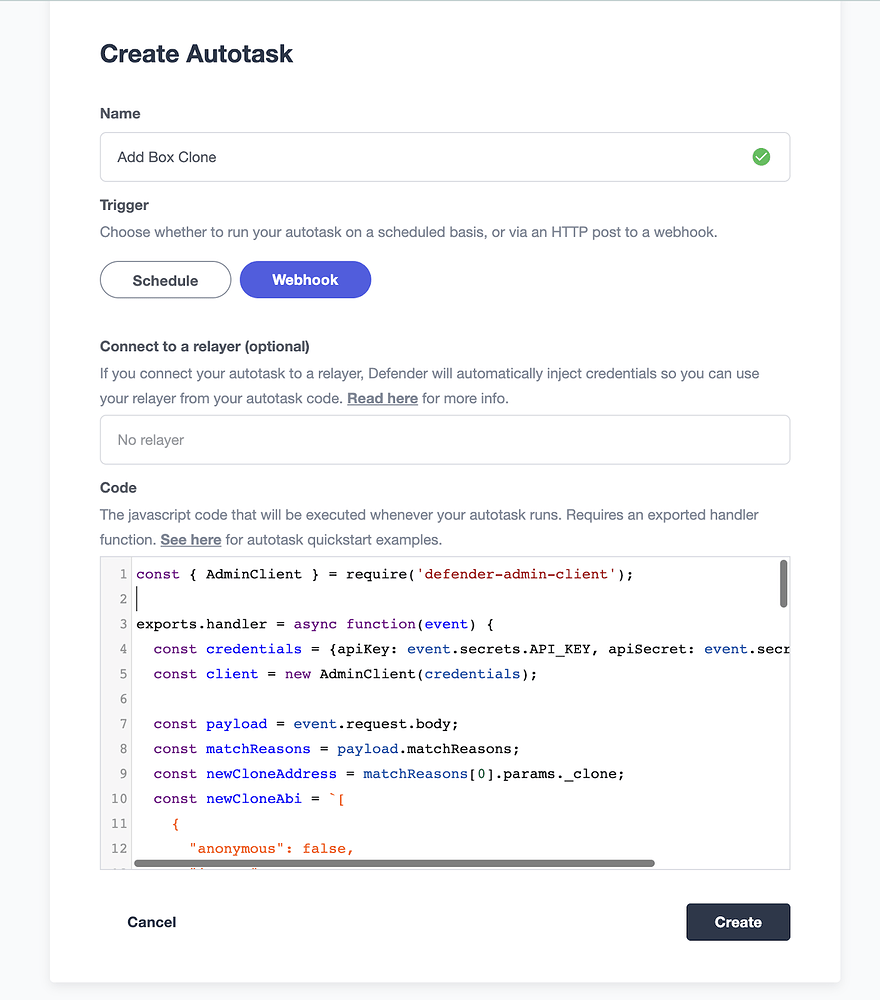 Create Autotask
Name
Add Box Clone
Trigger
Choose whether to run your autotask on a scheduled basis, or via an HTTP post to a webhook.
Schedule
Webhook
Connect to a relayer (optional)
If you connect your autotask to a relayer, Defender will automatically inject credentials so you can use
your relayer from your autotask code. Read here for more info.
No relayer
Code
The javascript code that will be executed whenever your autotask runs. Requires an exported handler
function. See here for autotask quickstart examples.
1 const { AdminClient } = require('defender-admin-client');
2
3 exports.handler = async function(event) {
4   const credentials = {apiKey: event.secrets.API_KEY, apiSecret: event.secr
5   const client = new AdminClient(credentials);
6
7   const payload = event.request.body;
8   const matchReasons = payload.matchReasons;
9   const newCloneAddress = matchReasons[0].params._clone;
10   const newCloneAbi = `[
11     {
12       "anonymous": false,
Cancel
Create